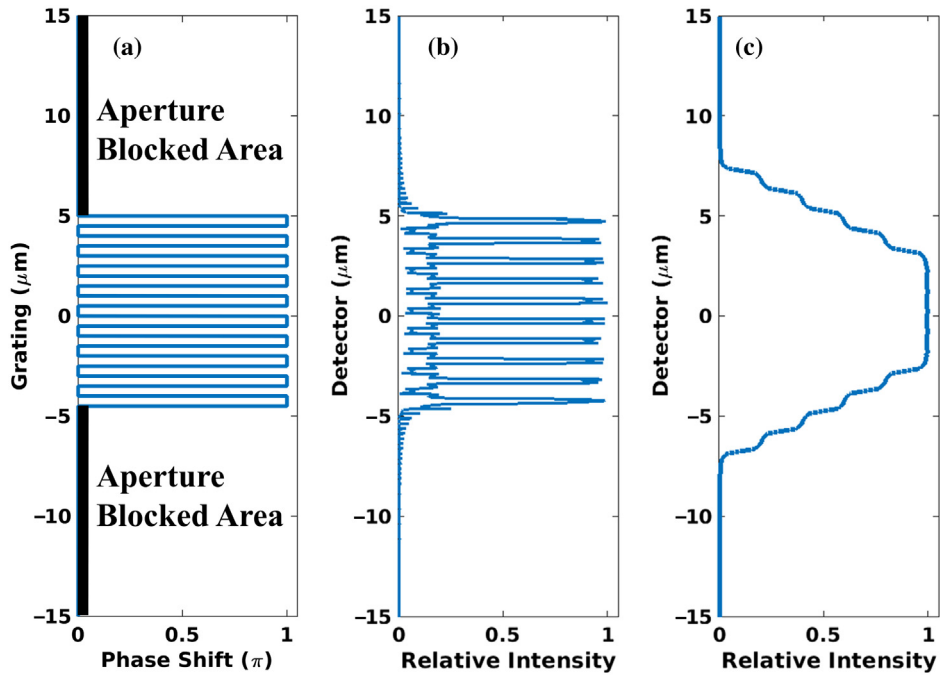 (a)
Aperture
Blocked Area
Aperture
Blocked Area
Grating (μm)
15
10
5
0
−5
−10
−15
0 0.5 1
Phase Shift (π)
(b)
Detector (μm)
15
10
5
0
−5
−10
−15
0 0.5 1
Relative Intensity
(c)
Detector (μm)
15
10
5
0
−5
−10
−15
0 0.5 1
Relative Intensity